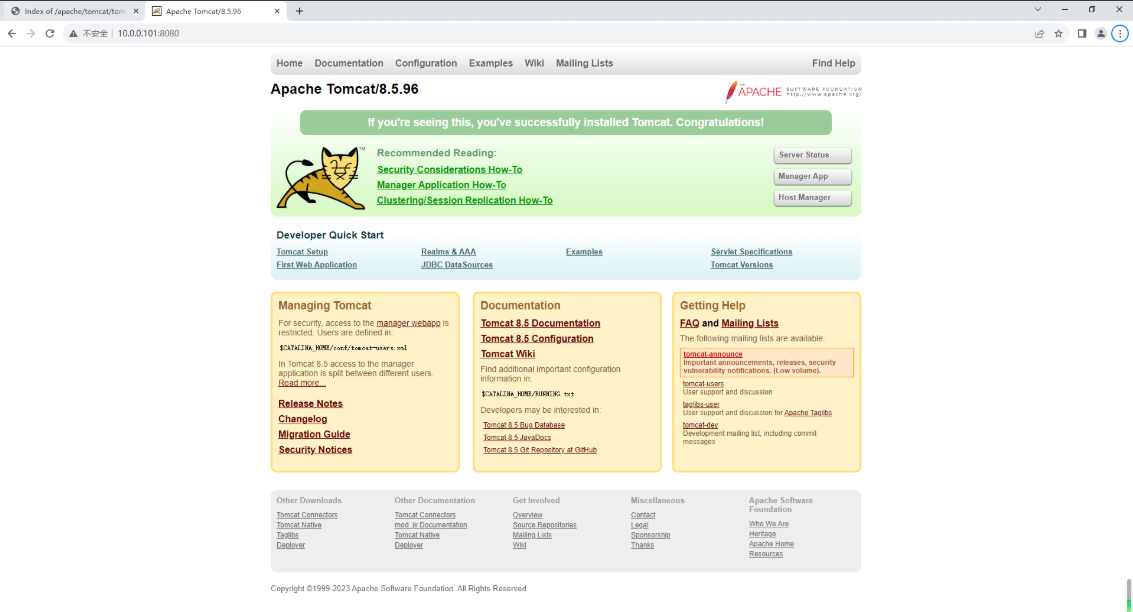 Index of /apache/tomcat/tom
Apache Tomcat/8.5.96
不安全
10.0.0.101:8080
Home Documentation Configuration Examples Wiki Mailing Lists Find Help
Apache Tomcat/8.5.96
APACHE SOFTWARE FOUNDATION
http://www.apache.org/
If you're seeing this, you've successfully installed Tomcat. Congratulations!
TM
Recommended Reading:
Security Considerations How-To
Manager Application How-To
Clustering/Session Replication How-To
Server Status
Manager App
Host Manager
Developer Quick Start
Tomcat Setup
First Web Application
Realms & AAA
JDBC DataSources
Examples
Servlet Specifications
Tomcat Versions
Managing Tomcat
For security, access to the manager webapp is
restricted. Users are defined in:
$CATALINA_HOME/conf/tomcat-users.xml
In Tomcat 8.5 access to the manager
application is split between different users.
Read more...
Release Notes
Changelog
Migration Guide
Security Notices
Documentation
Tomcat 8.5 Documentation
Tomcat 8.5 Configuration
Tomcat Wiki
Find additional important configuration
information in:
$CATALINA_HOME/RUNNING.txt
Developers may be interested in:
Tomcat 8.5 Bug Database
Tomcat 8.5 JavaDocs
Tomcat 8.5 Git Repository at GitHub
Getting Help
FAQ and Mailing Lists
The following mailing lists are available:
tomcat-announce
Important announcements, releases, security
vulnerability notifications. (Low volume).
tomcat-users
User support and discussion
taglibs-user
User support and discussion for Apache Taglibs
tomcat-dev
Development mailing list, including commit
messages
Other Downloads
Tomcat Connectors
Tomcat Native
Taglibs
Deployer
Other Documentation
Tomcat Connectors
mod_jk Documentation
Tomcat Native
Deployer
Get Involved
Overview
Source Repositories
Mailing Lists
Wiki
Miscellaneous
Contact
Legal
Sponsorship
Thanks
Apache Software
Foundation
Who We Are
Heritage
Apache Home
Resources
Copyright ©1999-2023 Apache Software Foundation. All Rights Reserved